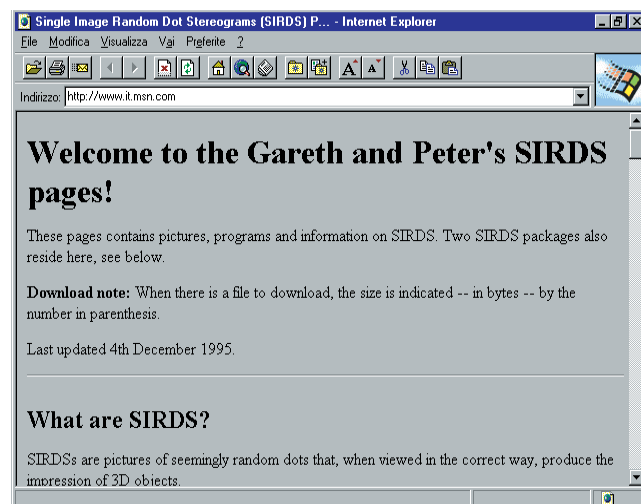 Single Image Random Dot Stereograms (SIRDS) P... - Internet Explorer
File Modifica Visualizza Vai Preferite ?
Indirizzo: http://www.it.msn.com
Welcome to the Gareth and Peter's SIRDS
pages!
These pages contains pictures, programs and information on SIRDS. Two SIRDS packages also
reside here, see below.
Download note: When there is a file to download, the size is indicated -- in bytes -- by the
number in parenthesis.
Last updated 4th December 1995.
What are SIRDS?
SIRDSs are pictures of seemingly random dots that, when viewed in the correct way, produce the
impression of 3D objects.